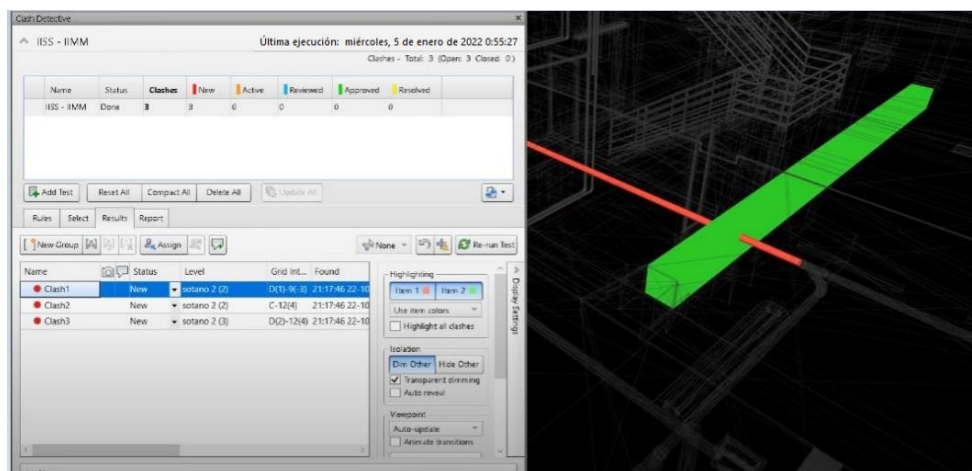 Clash Detective
IISS - IIMM
Última ejecución: miércoles, 5 de enero de 2022 0:55:27
Clashes - Total: 3 (Open: 3 Closed: 0)
Name Status Clashes New Active Reviewed Approved Resolved
IISS - IIMM Done 3 3 0 0 0 0
Add Test Reset All Compact All Delete All Update All
Rules Select Results Report
New Group Assign None Re-run Test
Name Status Level Grid Int... Found
Clash1 New sotano 2 (2) D(1)-9(-3) 21:17:46 22-10
Clash2 New sotano 2 (2) C-12(4) 21:17:46 22-10
Clash3 New sotano 2 (3) D(2)-12(4) 21:17:46 22-10
Highlighting
Item 1 Item 2
Use item colors
Highlight all clashes
Isolation
Dim Other Hide Other
Transparent dimming
Auto reveal
Viewpoint
Auto-update
Animate transitions
Display Settings